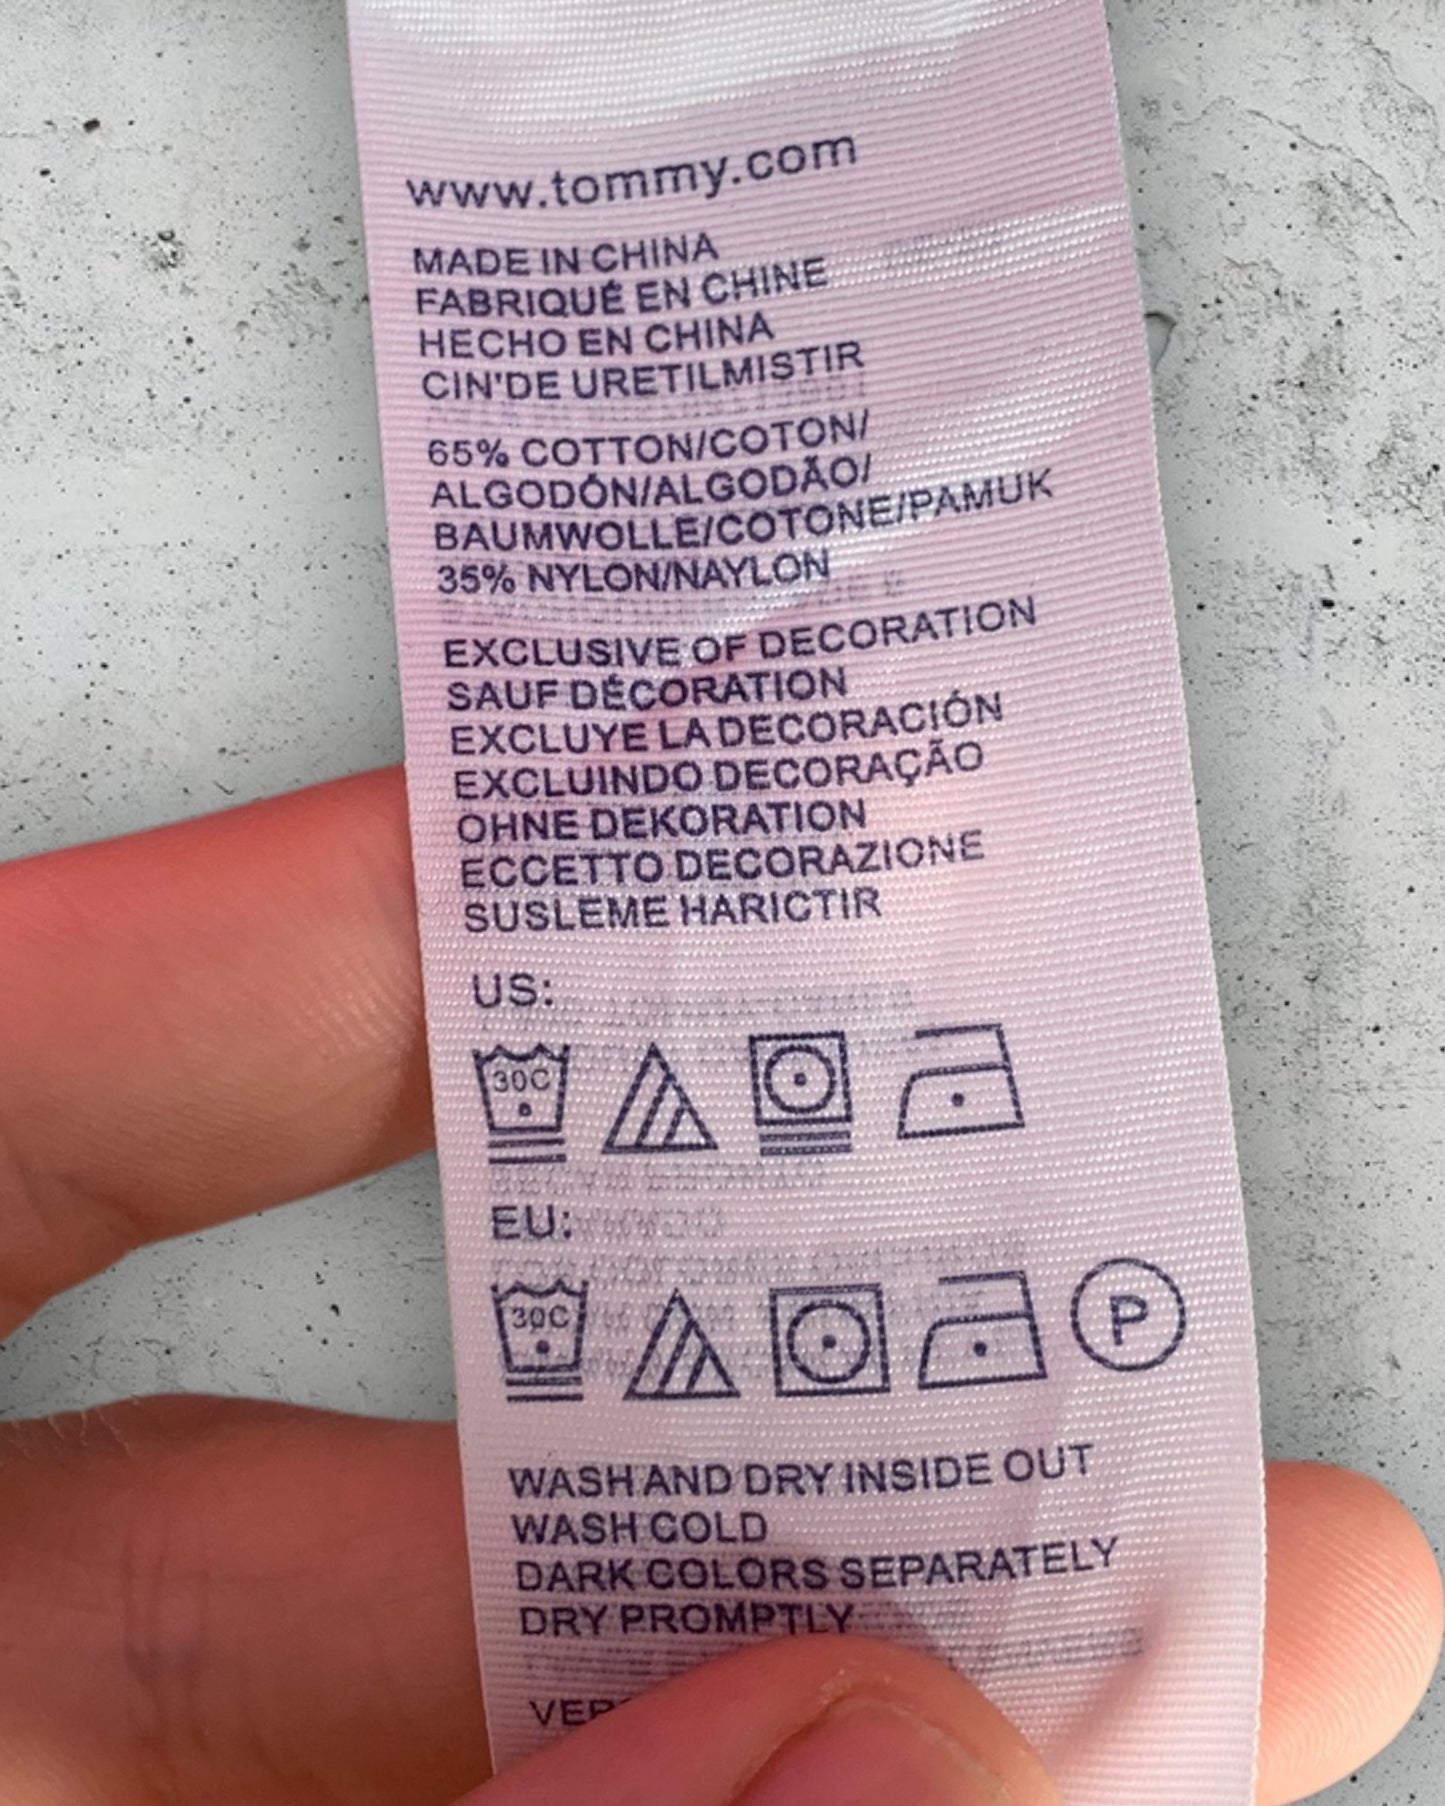 www.tommy.com
MADE IN CHINA
FABRIQUÉ EN CHINE
HECHO EN CHINA
CIN'DE URETILMISTIR
65% COTTON/COTON/
ALGODÓN/ALGODÃO/
BAUMWOLLE/COTONE/PAMUK
35% NYLON/NAYLON
EXCLUSIVE OF DECORATION
SAUF DÉCORATION
EXCLUYE LA DECORACIÓN
EXCLUINDO DECORAÇÃO
OHNE DEKORATION
ECCETTO DECORAZIONE
SUSLEME HARICTIR
US:
30C
EU:
30C P
WASH AND DRY INSIDE OUT
WASH COLD
DARK COLORS SEPARATELY
DRY PROMPTLY